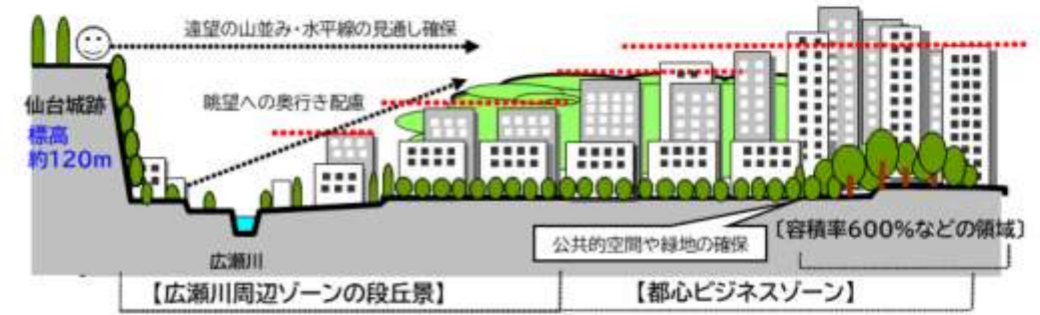 遠望の山並み・水平線の見通し確保
仙台城跡
標高
約120m
眺望への奥行き配慮
公共的空間や緑地の確保
〔容積率600%などの領域〕
広瀬川
【広瀬川周辺ゾーンの段丘景】
【都心ビジネスゾーン】